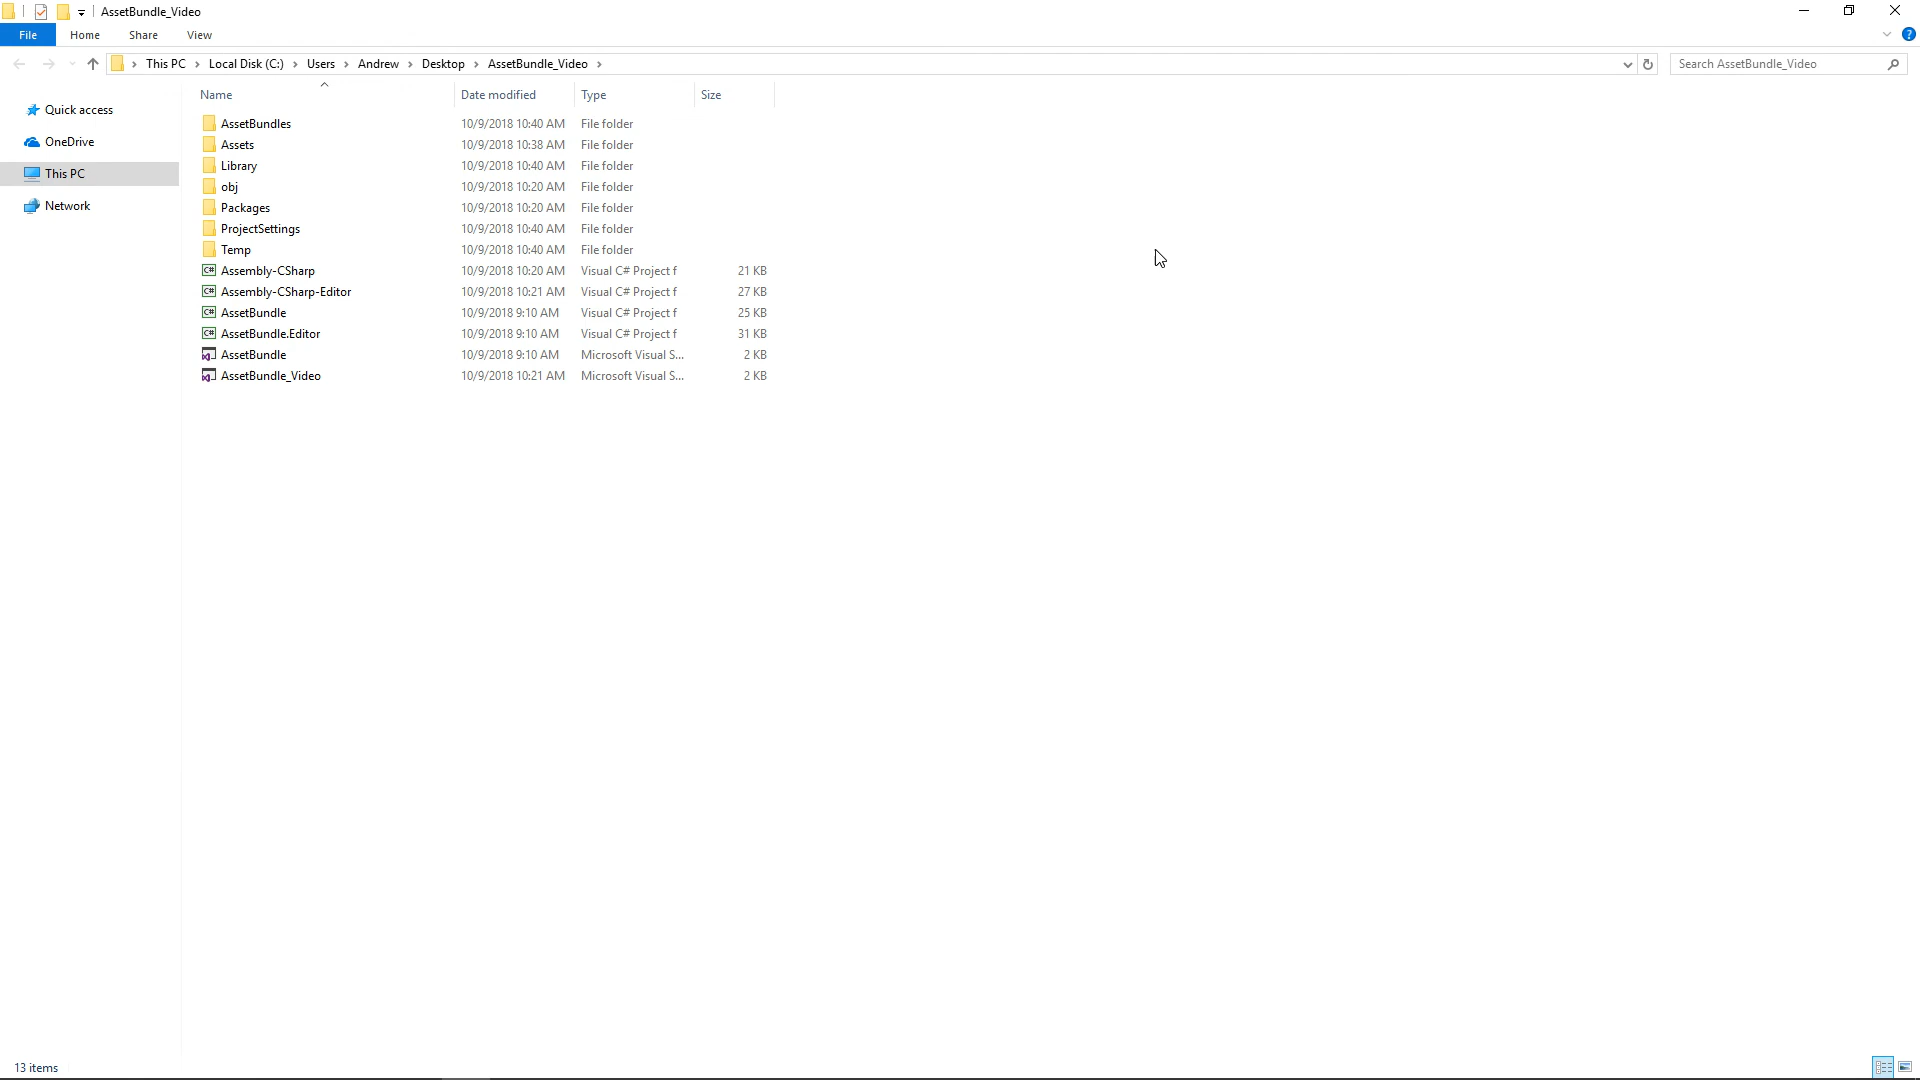 AssetBundle_Video
File Home Share View
This PC Local Disk (C:) Users Andrew Desktop AssetBundle_Video Search AssetBundle_Video
Name Date modified Type Size
Quick access
OneDrive
This PC
Network
AssetBundles 10/9/2018 10:40 AM File folder
Assets 10/9/2018 10:38 AM File folder
Library 10/9/2018 10:40 AM File folder
obj 10/9/2018 10:20 AM File folder
Packages 10/9/2018 10:20 AM File folder
ProjectSettings 10/9/2018 10:40 AM File folder
Temp 10/9/2018 10:40 AM File folder
C# Assembly-CSharp 10/9/2018 10:20 AM Visual C# Project f 21 KB
C# Assembly-CSharp-Editor 10/9/2018 10:21 AM Visual C# Project f 27 KB
C# AssetBundle 10/9/2018 9:10 AM Visual C# Project f 25 KB
C# AssetBundle.Editor 10/9/2018 9:10 AM Visual C# Project f 31 KB
AssetBundle 10/9/2018 9:10 AM Microsoft Visual S... 2 KB
AssetBundle_Video 10/9/2018 10:21 AM Microsoft Visual S... 2 KB
13 items